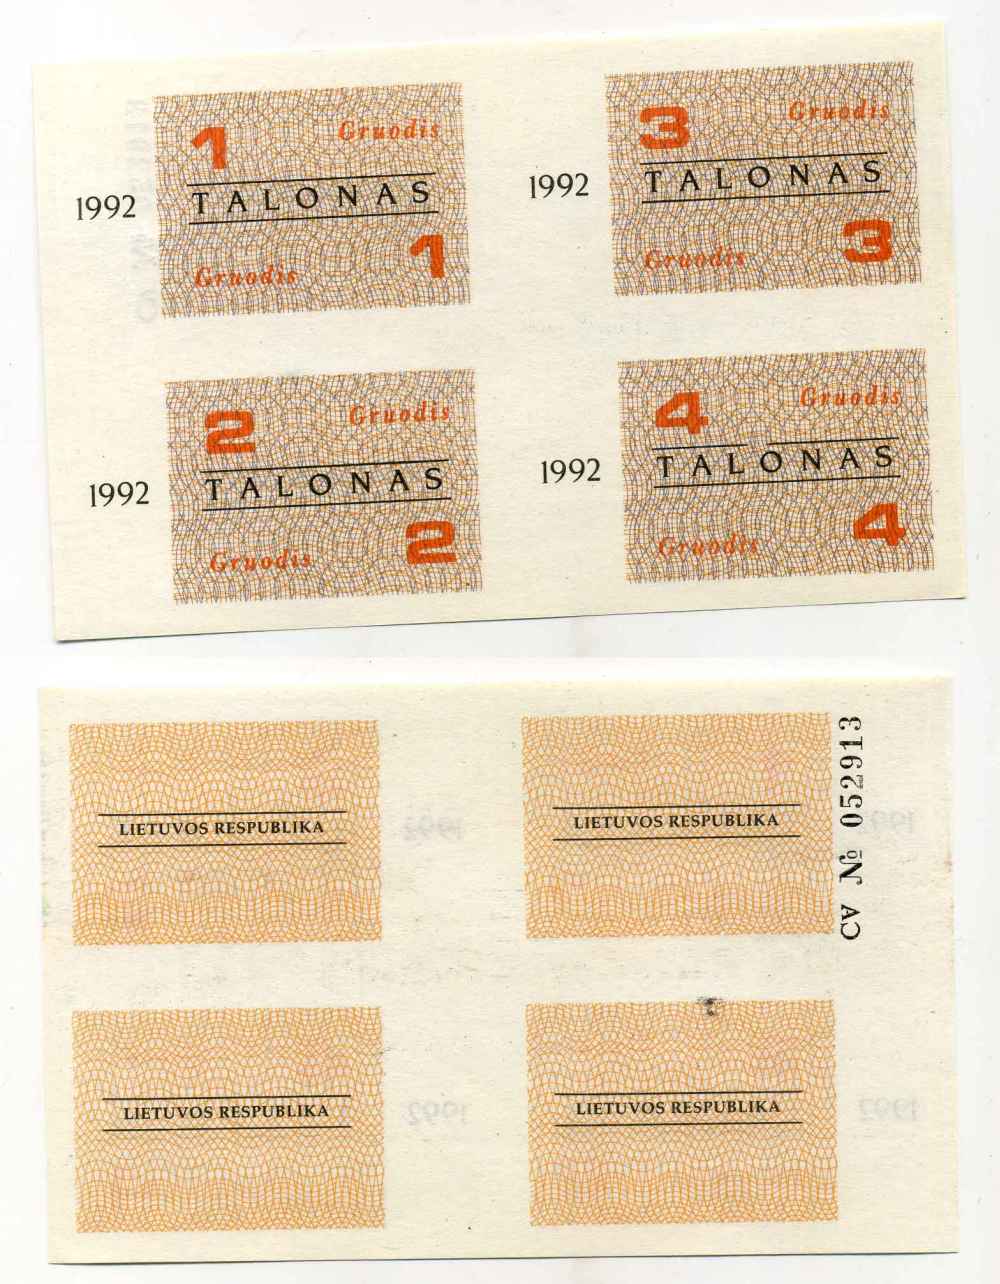 1
Gruodis
1992
TALONAS
Gruodis
1
3
Gruodis
1992
TALONAS
Gruodis
3
2
Gruodis
1992
TALONAS
Gruodis
2
4
Gruodis
1992
TALONAS
Gruodis
4
LIETUVOS RESPUBLIKA
LIETUVOS RESPUBLIKA
CA № 052913
LIETUVOS RESPUBLIKA
LIETUVOS RESPUBLIKA